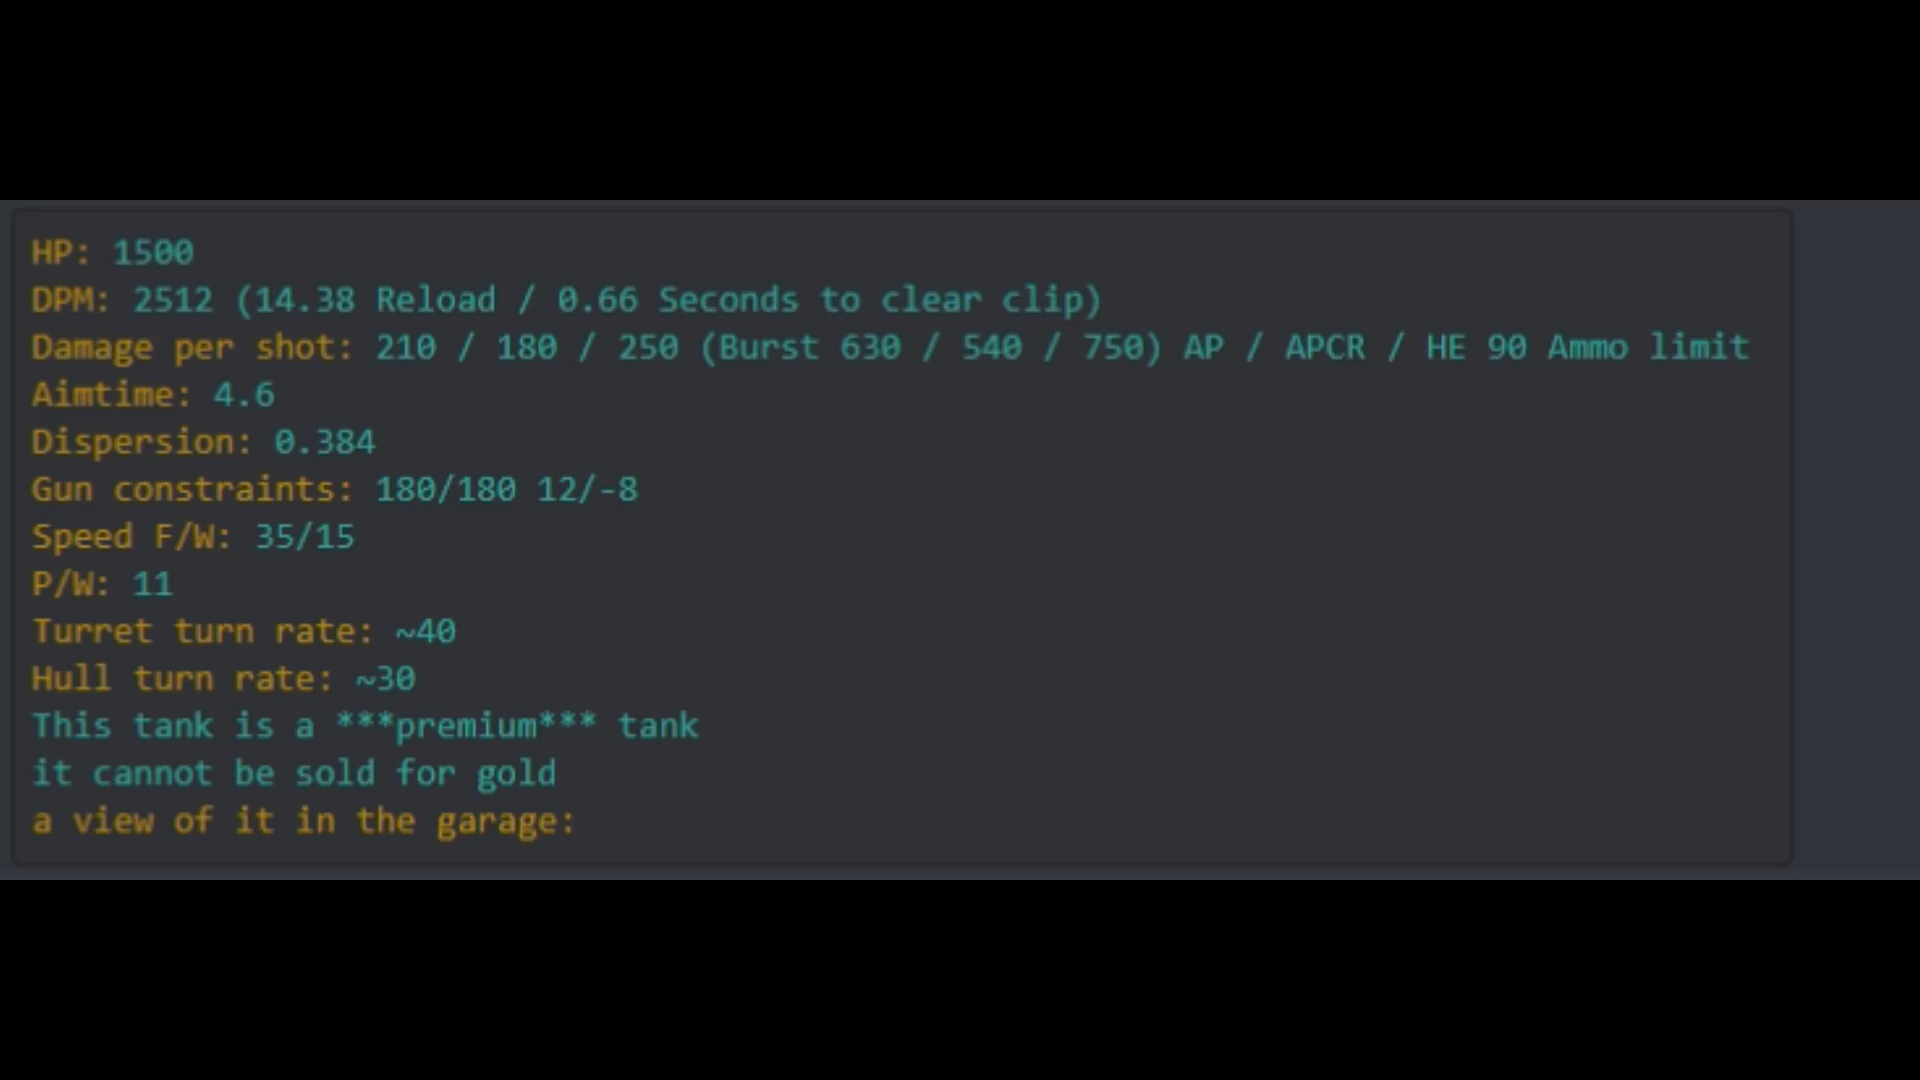 HP: 1500
DPM: 2512 (14.38 Reload / 0.66 Seconds to clear clip)
Damage per shot: 210 / 180 / 250 (Burst 630 / 540 / 750) AP / APCR / HE 90 Ammo limit
Aimtime: 4.6
Dispersion: 0.384
Gun constraints: 180/180 12/-8
Speed F/W: 35/15
P/W: 11
Turret turn rate: ~40
Hull turn rate: ~30
This tank is a ***premium*** tank
it cannot be sold for gold
a view of it in the garage: